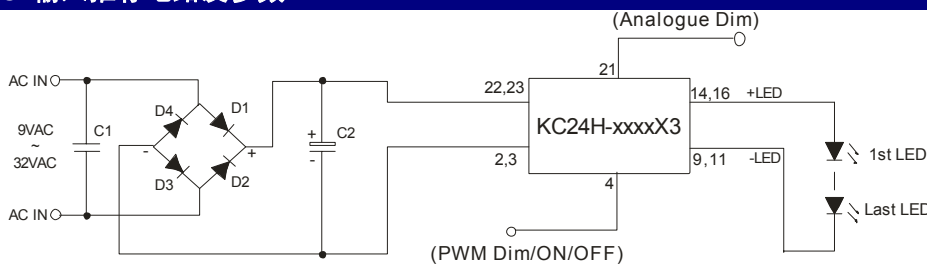 (Analogue Dim)
AC IN
21
22,23
14,16
+LED
D4
D1
9VAC
~
32VAC
C1
-
+
+
-
C2
KC24H-xxxxX3
1st LED
D3
D2
2,3
9,11
-LED
4
AC IN
Last LED
(PWM Dim/ON/OFF)